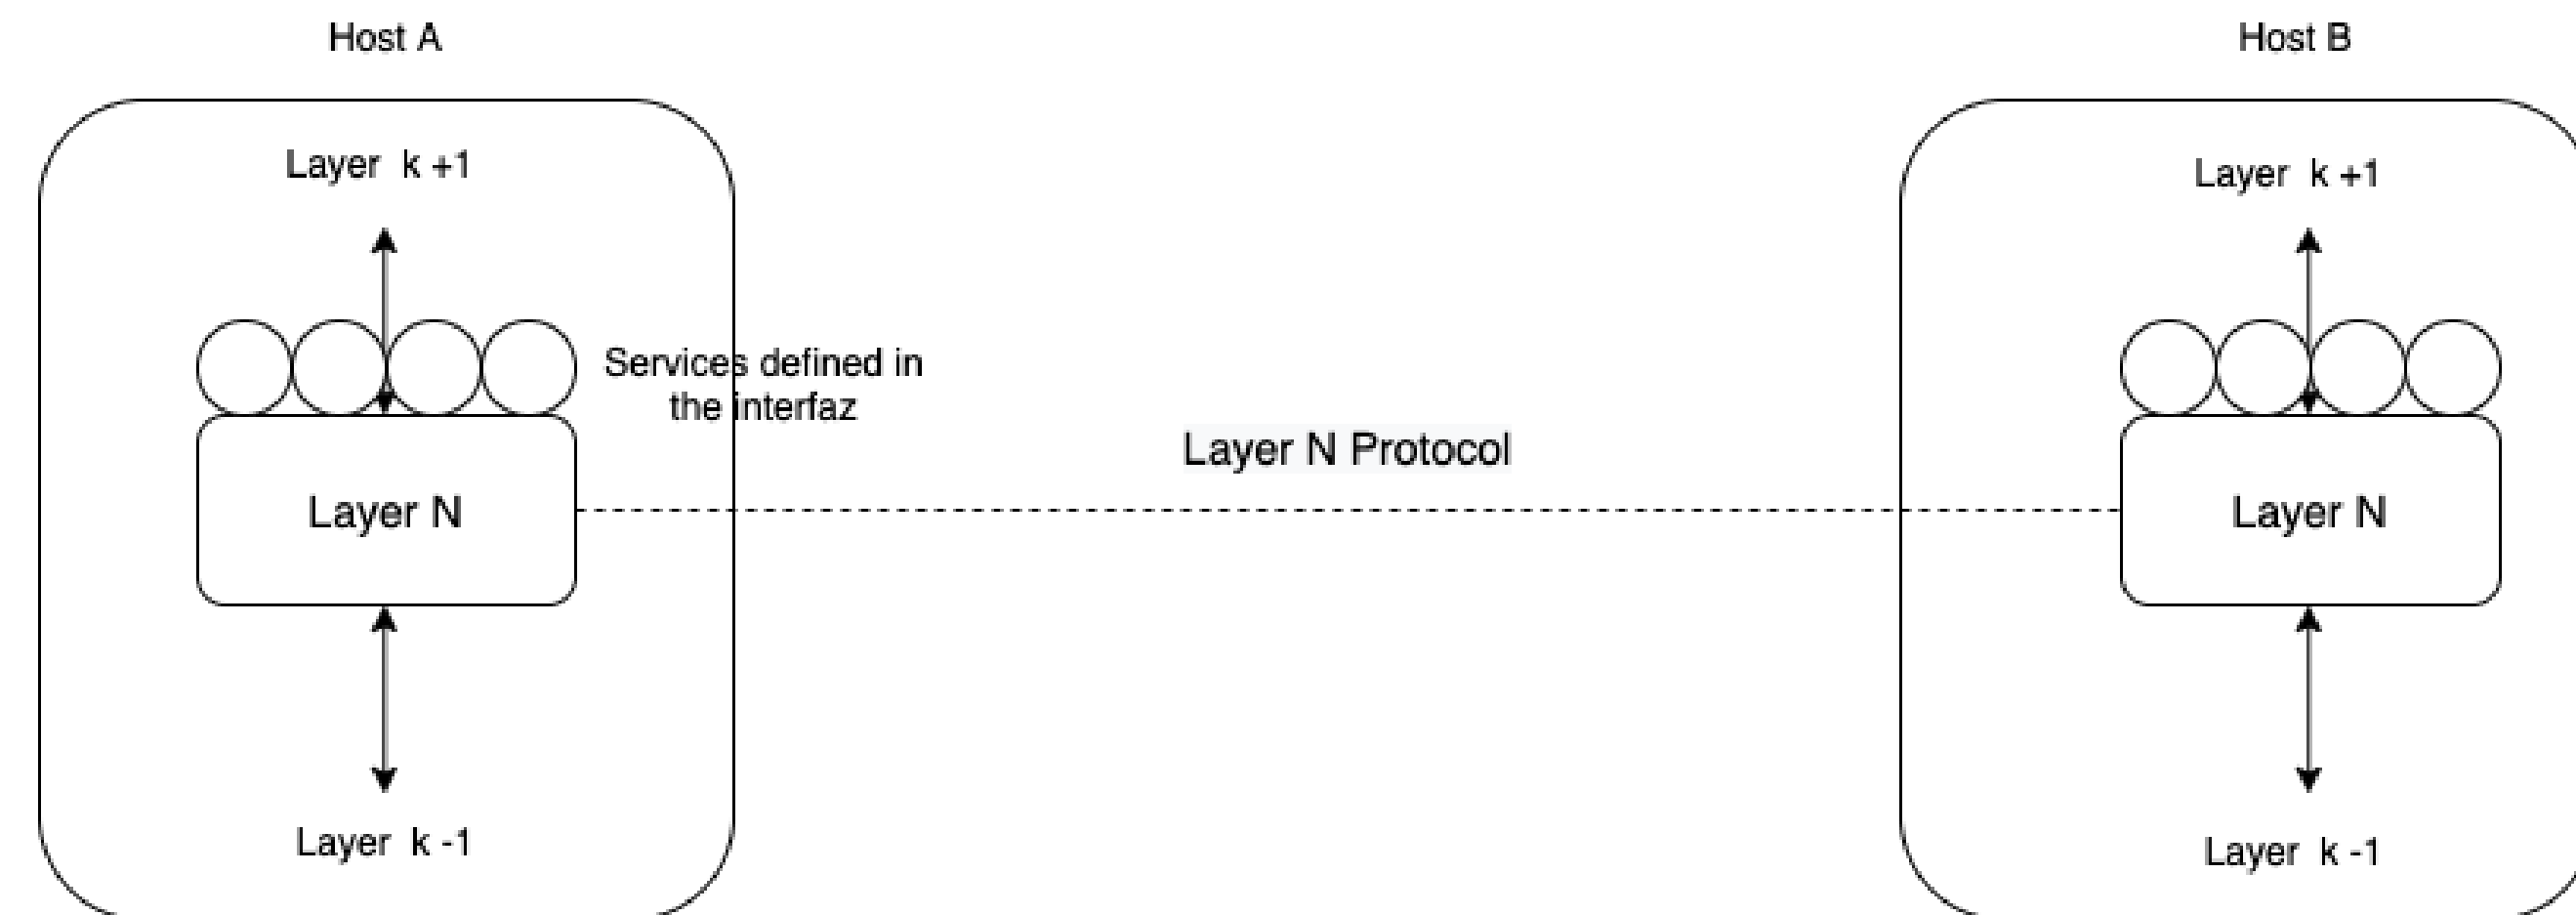 Host A
Host B
Layer k +1
Layer k +1
Services defined in
the interfaz
Layer N Protocol
Layer N
Layer N
Layer k -1
Layer k -1